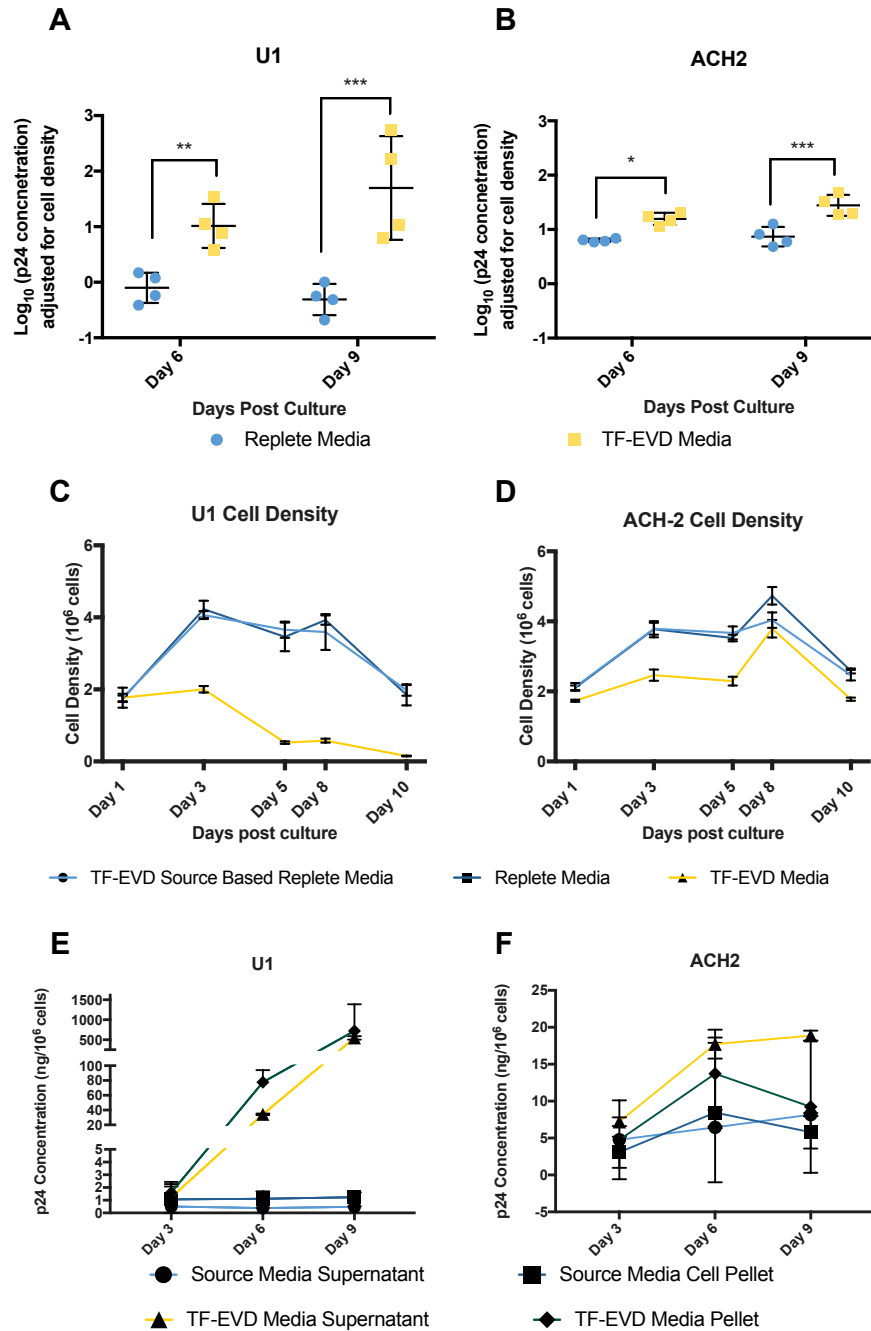 A
U1
Log10 (p24 concnetration)
adjusted for cell density
3
2
1
0
-1
**
***
Day 6
Day 9
Days Post Culture
B
ACH2
Log10 (p24 concnetration)
adjusted for cell density
3
2
1
0
-1
*
***
Day 6
Day 9
Days Post Culture
Replete Media
TF-EVD Media
C
U1 Cell Density
Cell Density (10^6 cells)
6
4
2
0
Day 1
Day 3
Day 5
Day 8
Day 10
Days post culture
D
ACH-2 Cell Density
Cell Density (10^6 cells)
6
4
2
0
Day 1
Day 3
Day 5
Day 8
Day 10
Days post culture
TF-EVD Source Based Replete Media
Replete Media
TF-EVD Media
E
U1
p24 Concentration (ng/10^6 cells)
1500
1000
500
100
80
60
40
20
5
4
3
2
1
0
Day 3
Day 6
Day 9
F
ACH2
p24 Concentration (ng/10^6 cells)
25
20
15
10
5
0
-5
Day 3
Day 6
Day 9
Source Media Supernatant
Source Media Cell Pellet
TF-EVD Media Supernatant
TF-EVD Media Pellet